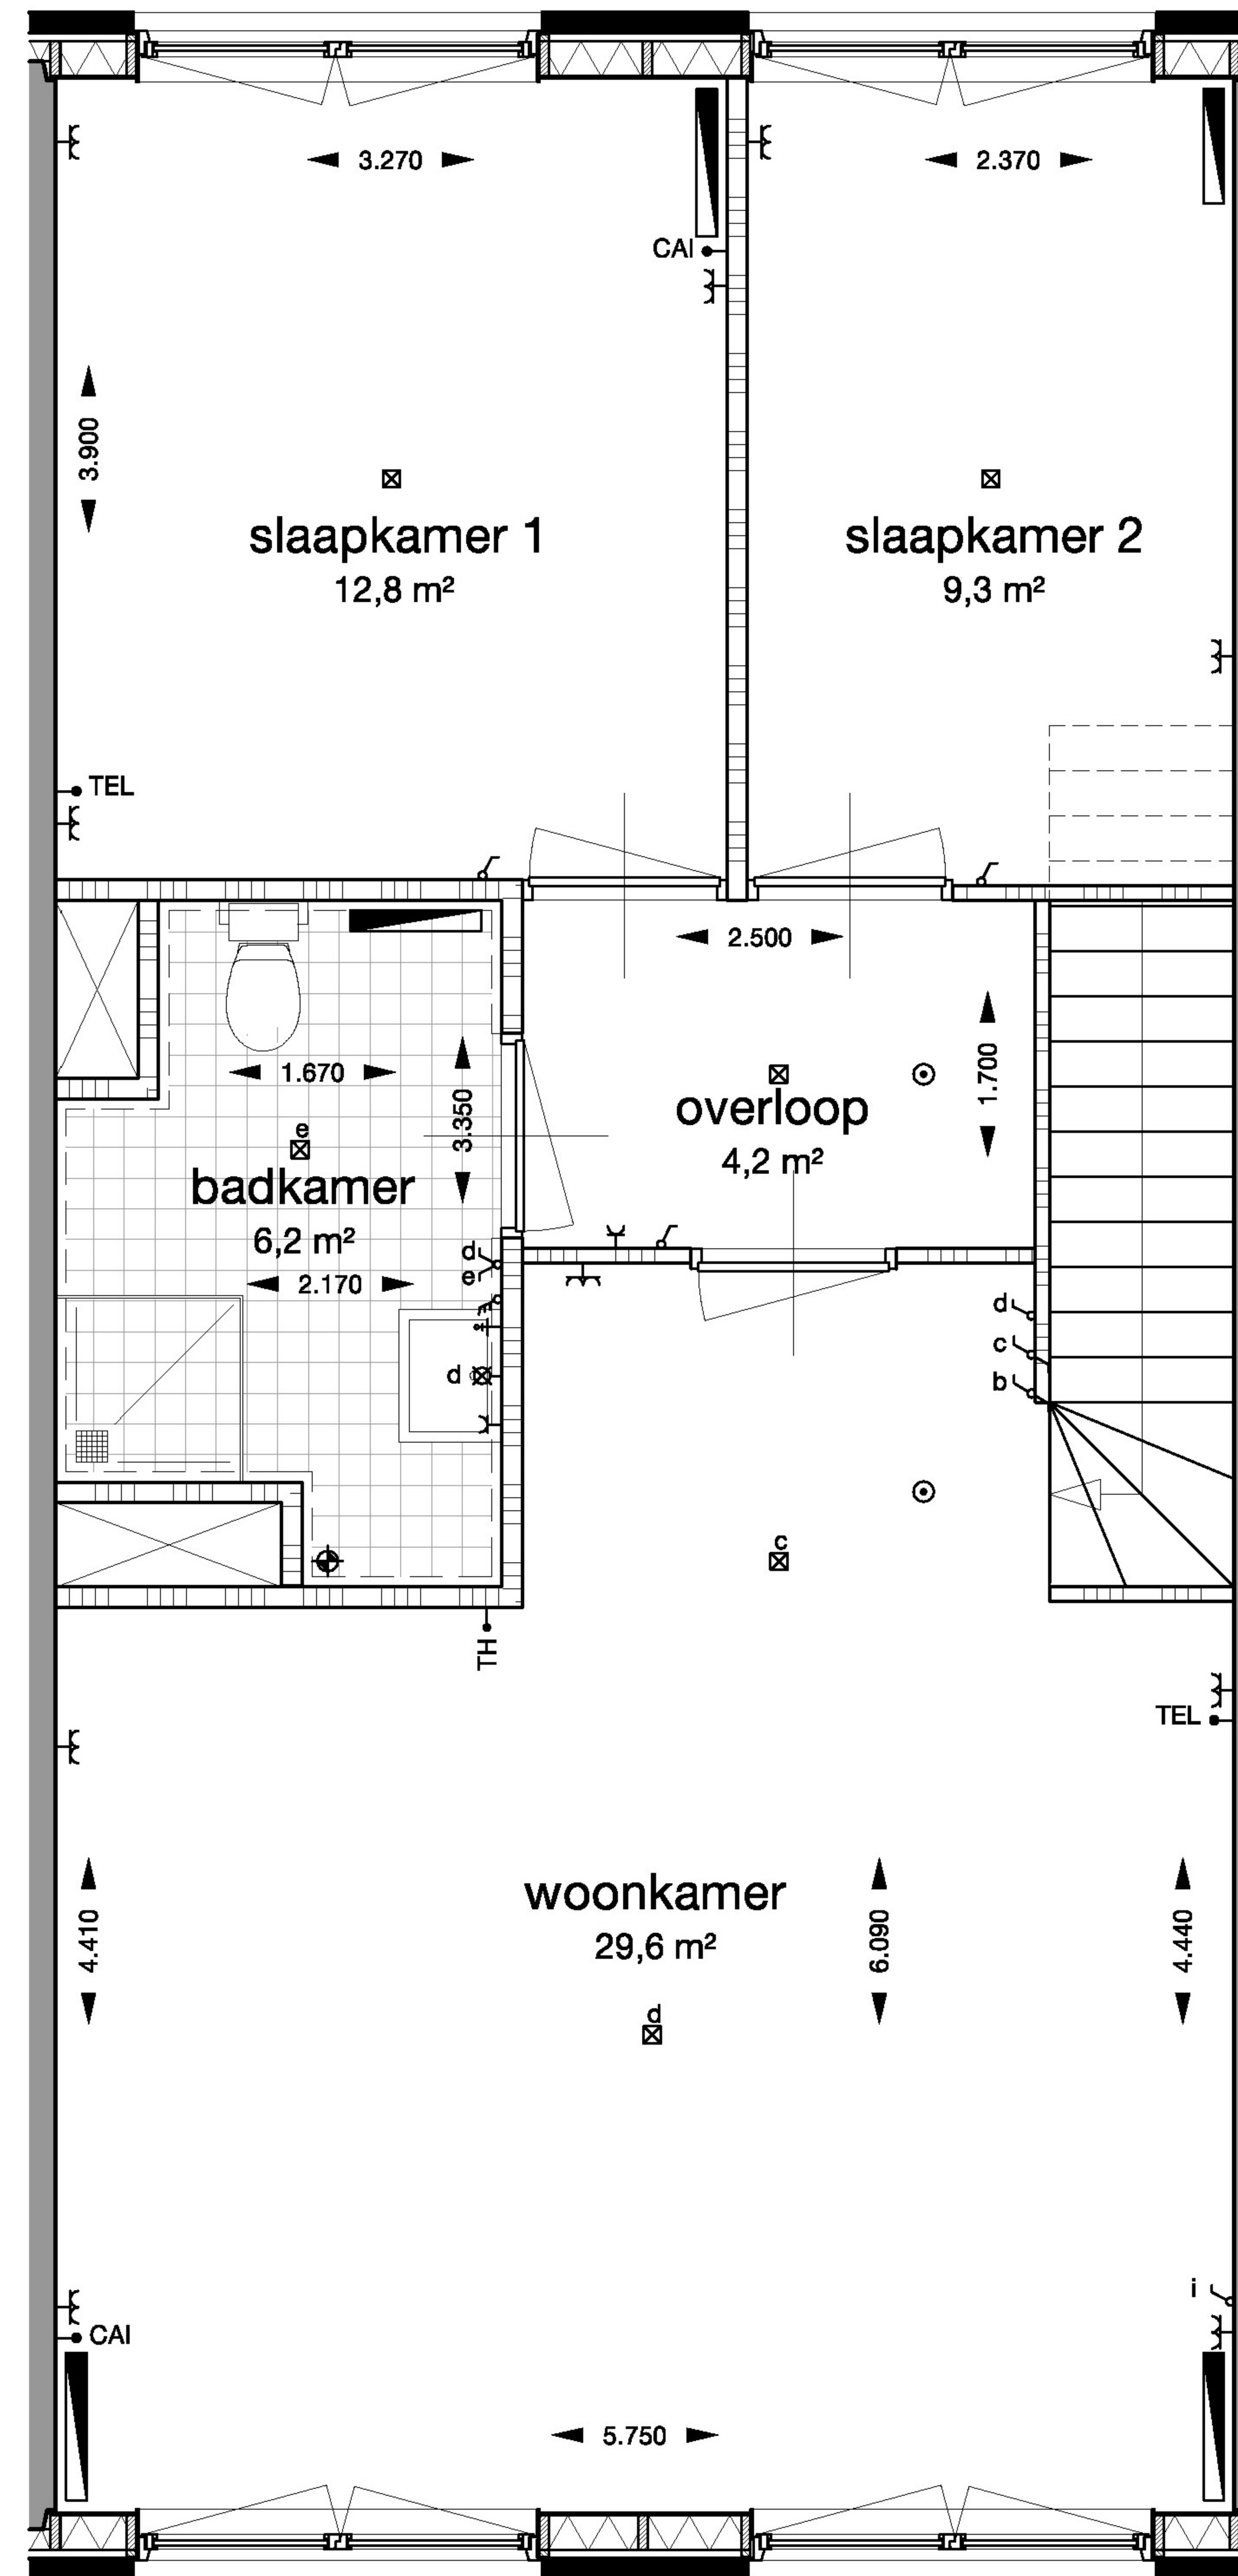 3.270
2.370
CAI
3.900
slaapkamer 1
12,8 m²
slaapkamer 2
9,3 m²
TEL
2.500
1.670
3.350
1.700
e
badkamer
6,2 m²
overloop
4,2 m²
d
e
2.170
d
d
c
b
c
TH
TEL
woonkamer
29,6 m²
4.410
6.090
4.440
d
i
CAI
5.750